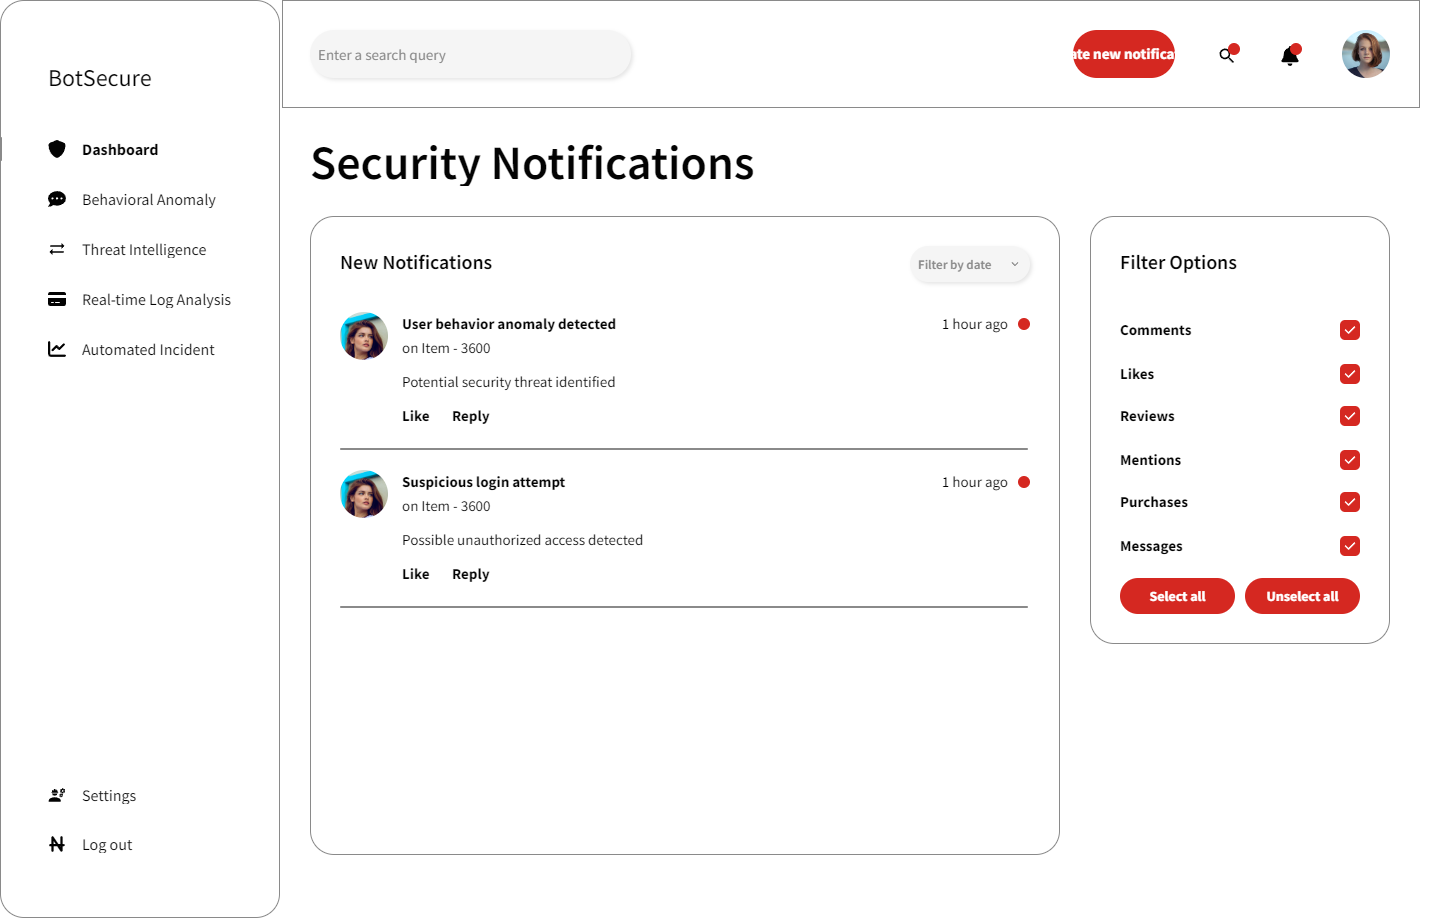 BotSecure
Dashboard
Behavioral Anomaly
Threat Intelligence
Real-time Log Analysis
Automated Incident
Settings
Log out
Enter a search query
ate new notifica
Security Notifications
New Notifications
Filter by date
User behavior anomaly detected
1 hour ago
on Item - 3600
Potential security threat identified
Like Reply
Suspicious login attempt
1 hour ago
on Item - 3600
Possible unauthorized access detected
Like Reply
Filter Options
Comments
Likes
Reviews
Mentions
Purchases
Messages
Select all
Unselect all